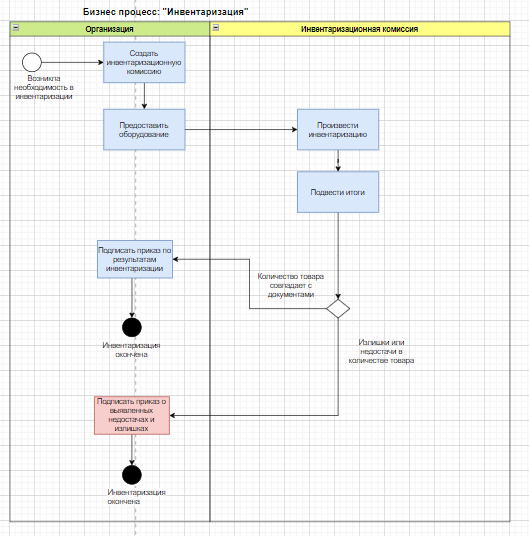 Бизнес процесс: "Инвентаризация"
Организация
Инвентаризационная комиссия
Создать
инвентаризационную
комиссию
Возникла
необходимость в
инвентаризации
Предоставить
оборудование
Произвести
инвентаризацию
Подвести итоги
Подписать приказ по
результатам
инвентаризации
Количество товара
совпадает с
документами
Инвентаризация
окончена
Излишки или
недостачи в
количестве товара
Подписать приказ о
выявленных
недостачах и
излишках
Инвентаризация
окончена